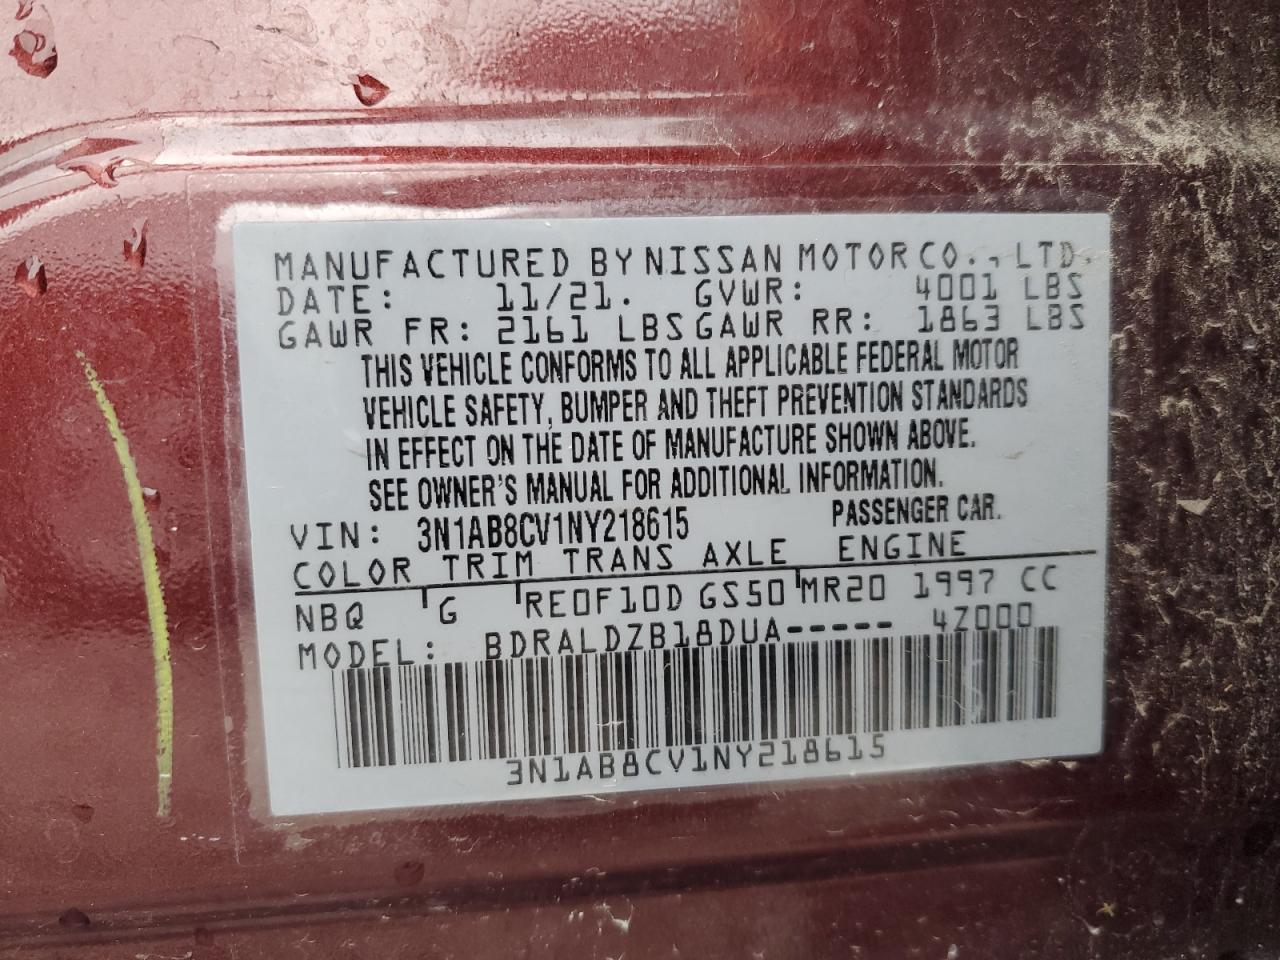 MANUFACTURED BY NISSAN MOTOR CO., LTD.
DATE: 11/21. GVWR: 4001 LBS
GAWR FR: 2161 LBS GAWR RR: 1863 LBS
THIS VEHICLE CONFORMS TO ALL APPLICABLE FEDERAL MOTOR
VEHICLE SAFETY, BUMPER AND THEFT PREVENTION STANDARDS
IN EFFECT ON THE DATE OF MANUFACTURE SHOWN ABOVE.
SEE OWNER'S MANUAL FOR ADDITIONAL INFORMATION.
VIN: 3N1AB8CV1NY218615 PASSENGER CAR.
COLOR TRIM TRANS AXLE ENGINE
NBQ G RE0F10D GS50 MR20 1997 CC
MODEL: BDRALDZB18DUA----- 4Z000
3N1AB8CV1NY218615